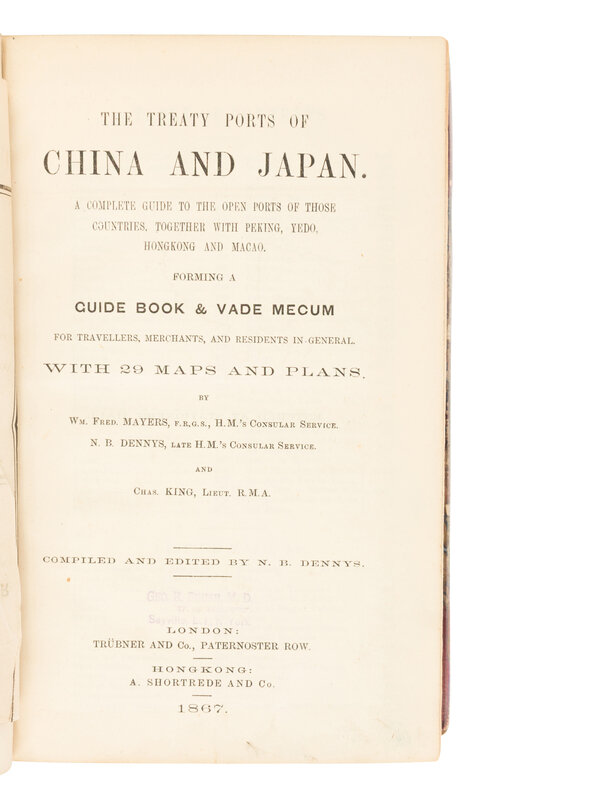 THE TREATY PORTS OF
CHINA AND JAPAN.
A COMPLETE GUIDE TO THE OPEN PORTS OF THOSE
COUNTRIES, TOGETHER WITH PEKING, YEDO,
HONGKONG AND MACAO.
FORMING A
GUIDE BOOK & VADE MECUM
FOR TRAVELLERS, MERCHANTS, AND RESIDENTS IN GENERAL.
WITH 29 MAPS AND PLANS.
BY
WM. FRED. MAYERS, F.R.G.S., H.M.'S CONSULAR SERVICE.
N. B. DENNYS, LATE H.M.'S CONSULAR SERVICE.
AND
CHAS. KING, LIEUT. R.M.A.
COMPILED AND EDITED BY N. B. DENNYS.
LONDON:
TRÜBNER AND CO., PATERNOSTER ROW.
HONGKONG:
A. SHORTREDE AND CO.
1867.